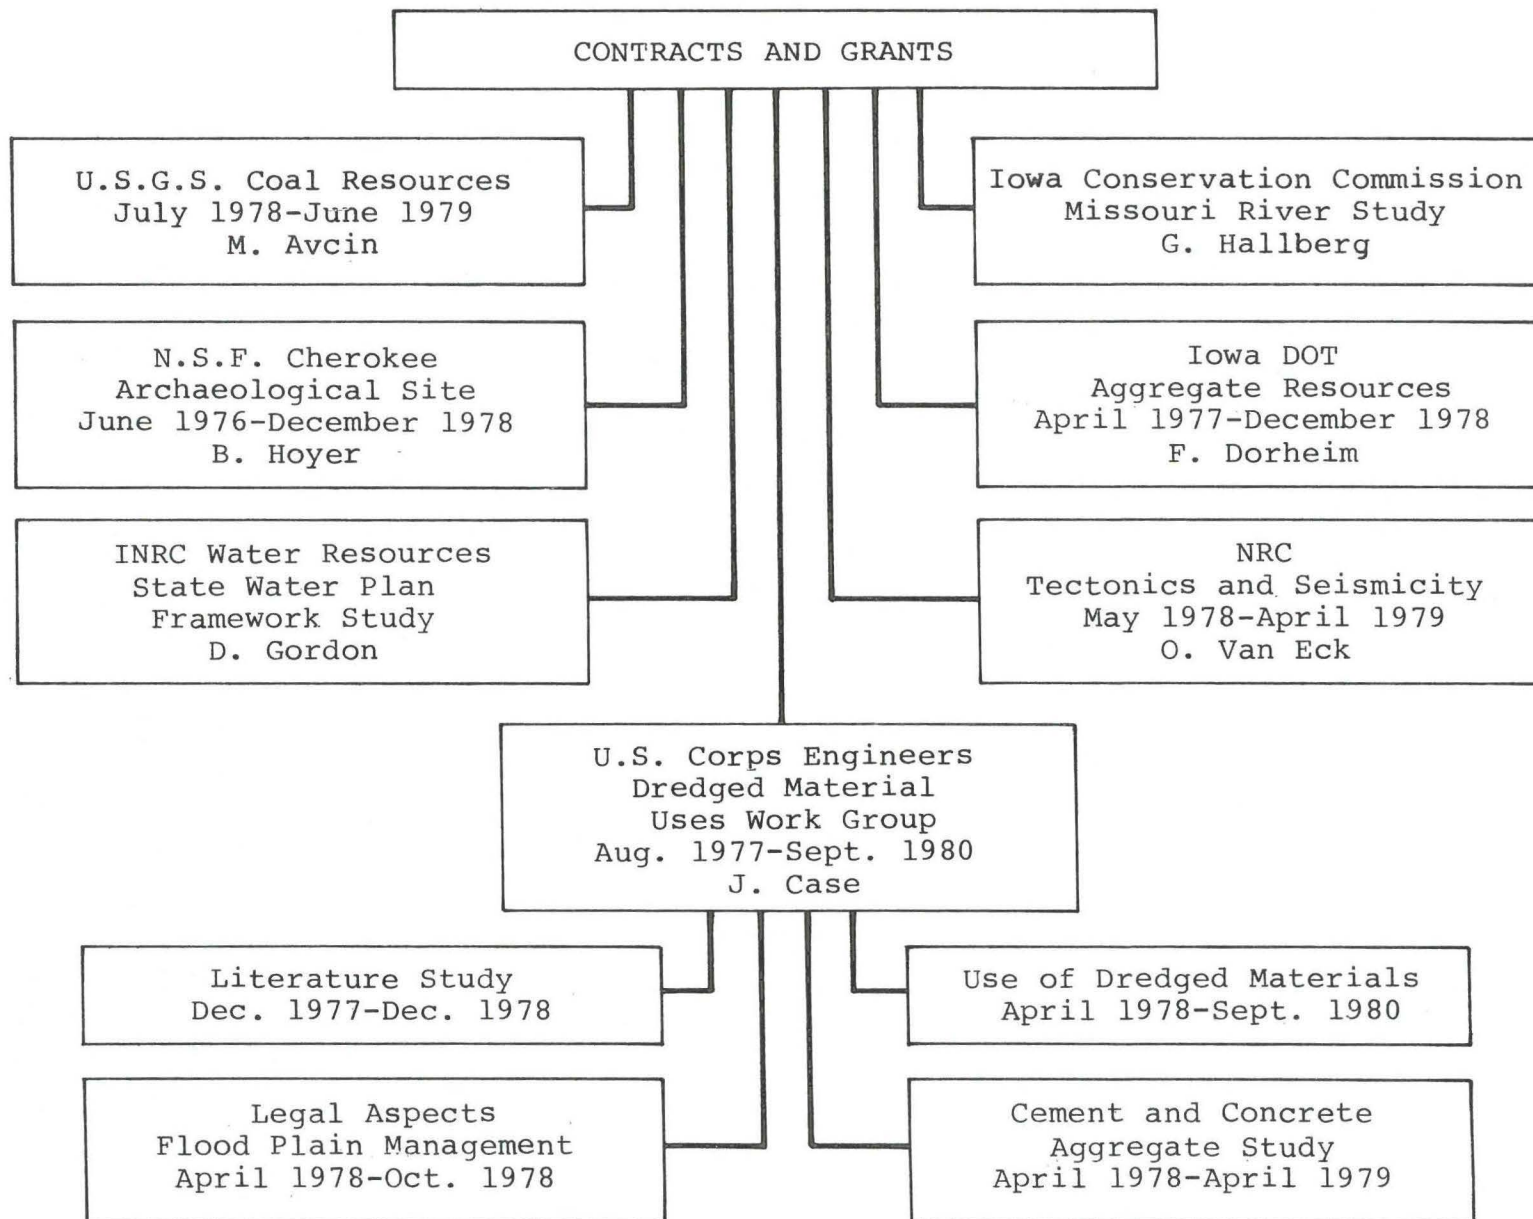 CONTRACTS AND GRANTS
U.S.G.S. Coal Resources
July 1978-June 1979
M. Avcin
Iowa Conservation Commission
Missouri River Study
G. Hallberg
N.S.F. Cherokee
Archaeological Site
June 1976-December 1978
B. Hoyer
Iowa DOT
Aggregate Resources
April 1977-December 1978
F. Dorheim
INRC Water Resources
State Water Plan
Framework Study
D. Gordon
NRC
Tectonics and Seismicity
May 1978-April 1979
O. Van Eck
U.S. Corps Engineers
Dredged Material
Uses Work Group
Aug. 1977-Sept. 1980
J. Case
Literature Study
Dec. 1977-Dec. 1978
Use of Dredged Materials
April 1978-Sept. 1980
Legal Aspects
Flood Plain Management
April 1978-Oct. 1978
Cement and Concrete
Aggregate Study
April 1978-April 1979